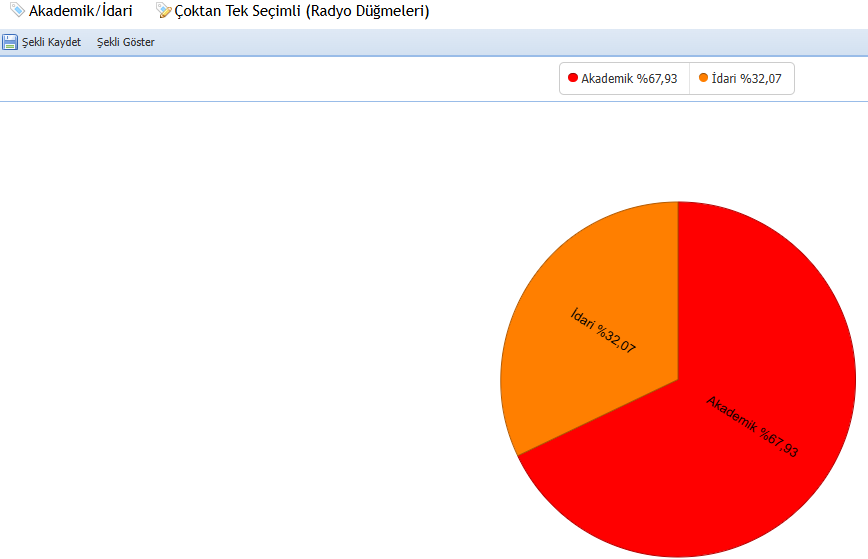 Akademik/İdari Çoktan Tek Seçimli (Radyo Düğmeleri)
Şekli Kaydet Şekli Göster
Akademik %67,93 İdari %32,07
İdari %32,07
Akademik %67,93